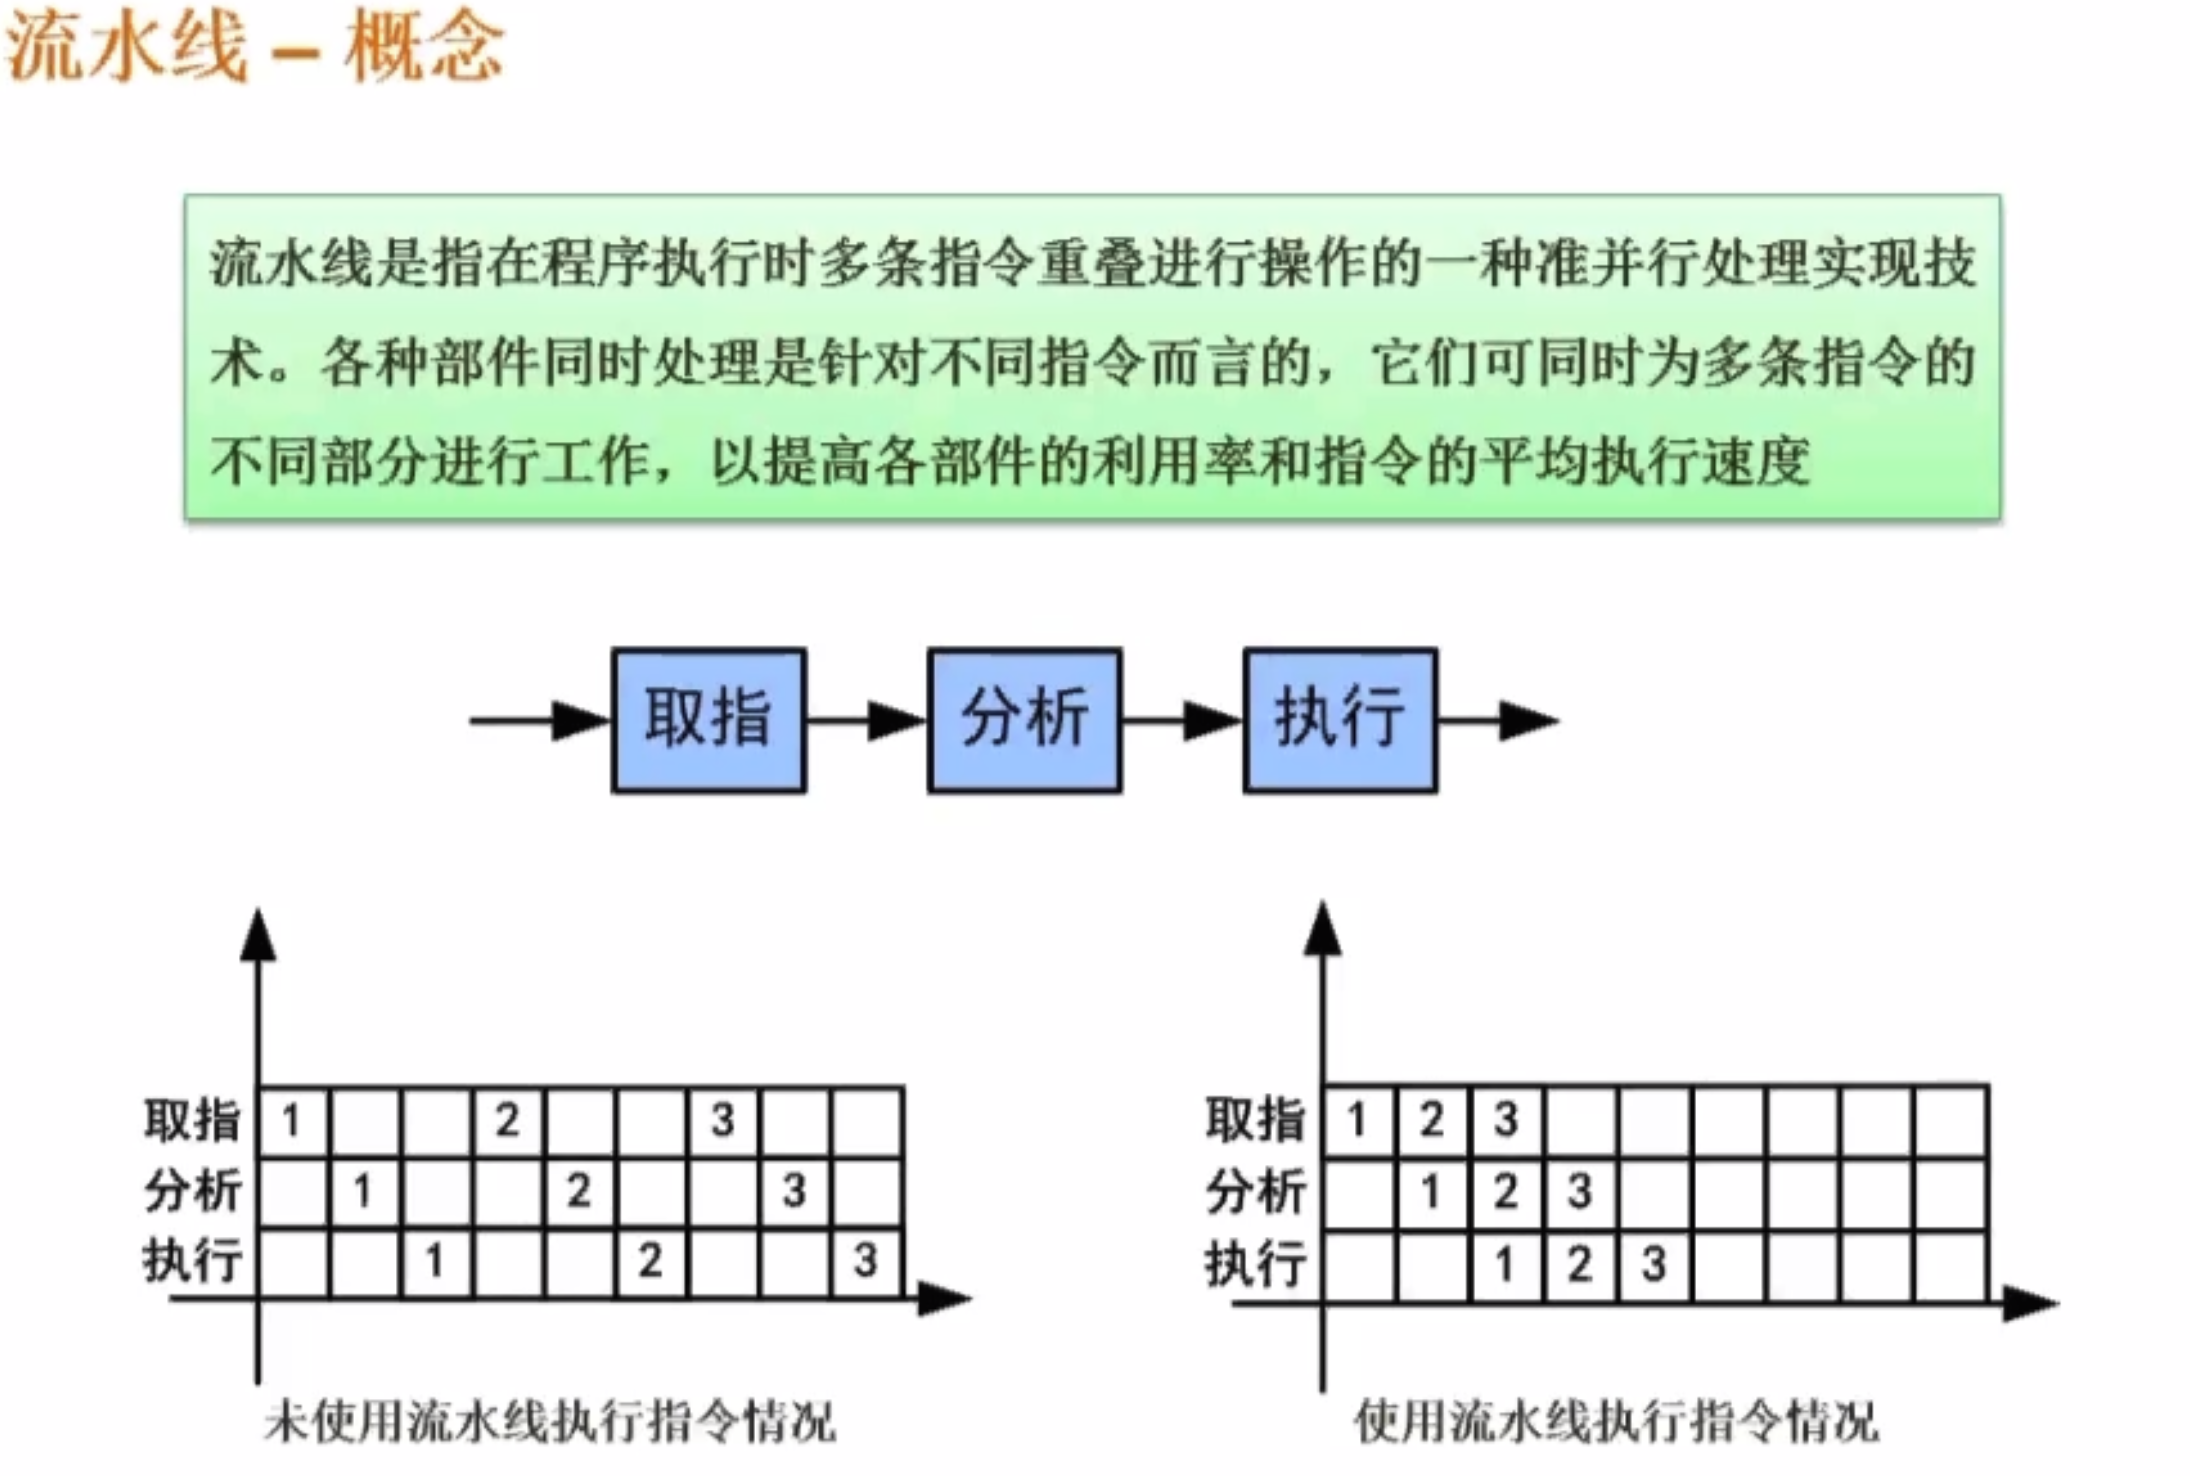 流水线 – 概念
流水线是指在程序执行时多条指令重叠进行操作的一种准并行处理实现技
术。各种部件同时处理是针对不同指令而言的，它们可同时为多条指令的
不同部分进行工作，以提高各部件的利用率和指令的平均执行速度
取指 分析 执行
取指 1 2 3
分析 1 2 3
执行 1 2 3
未使用流水线执行指令情况
取指 1 2 3
分析 1 2 3
执行 1 2 3
使用流水线执行指令情况